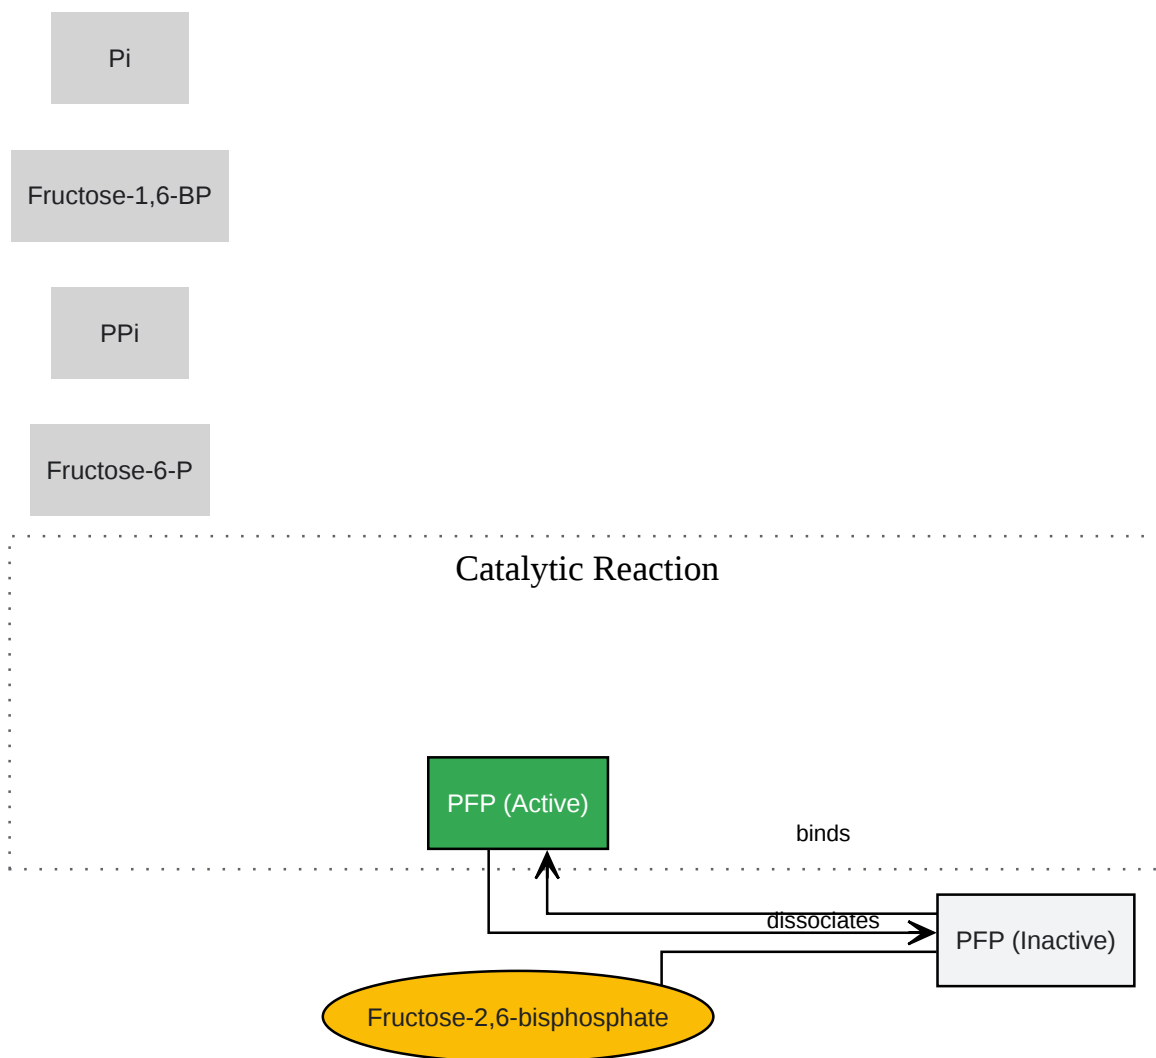 Pi
Fructose-1,6-BP
PPi
Fructose-6-P
Catalytic Reaction
PFP (Active)
binds
dissociates
PFP (Inactive)
Fructose-2,6-bisphosphate